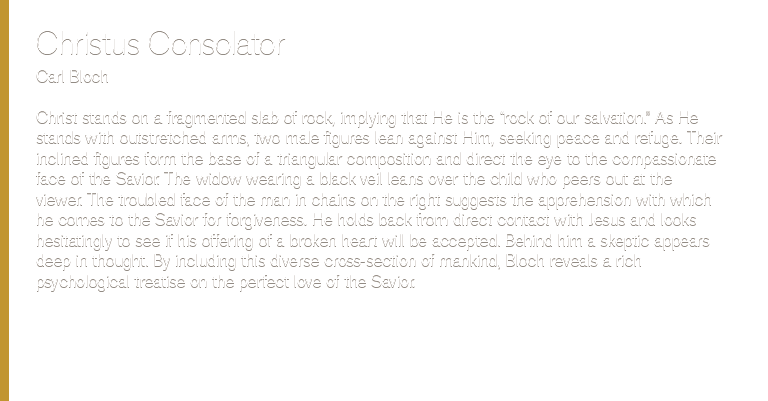 Christus Consolator
Carl Bloch
Christ stands on a fragmented slab of rock, implying that He is the "rock of our salvation." As He
stands with outstretched arms, two male figures lean against Him, seeking peace and refuge. Their
inclined figures form the base of a triangular composition and direct the eye to the compassionate
face of the Savior. The widow wearing a black veil leans over the child who peers out at the
viewer. The troubled face of the man in chains on the right suggests the apprehension with which
he comes to the Savior for forgiveness. He holds back from direct contact with Jesus and looks
hesitatingly to see if his offering of a broken heart will be accepted. Behind him a skeptic appears
deep in thought. By including this diverse cross-section of mankind, Bloch reveals a rich
psychological treatise on the perfect love of the Savior.